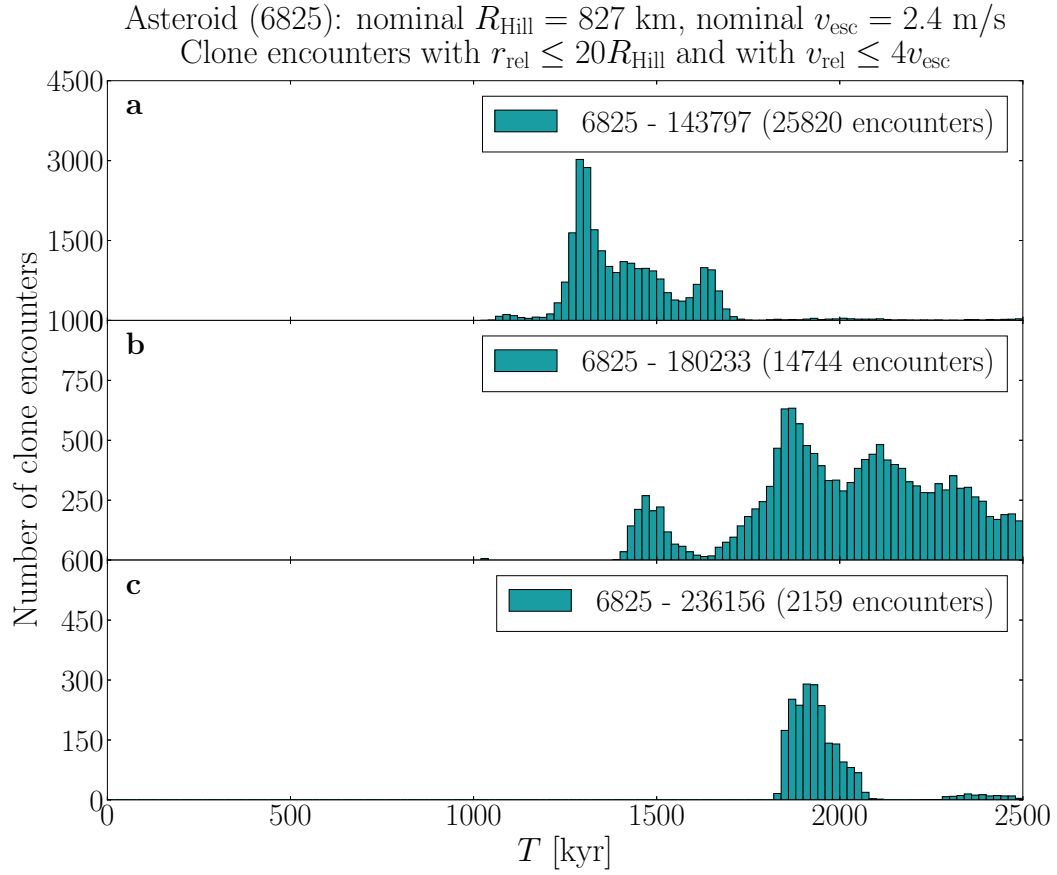 Asteroid (6825): nominal R_Hill = 827 km, nominal v_esc = 2.4 m/s
Clone encounters with r_rel ≤ 20R_Hill and with v_rel ≤ 4v_esc
Number of clone encounters
a
6825 - 143797 (25820 encounters)
4500
3000
1500
0
b
6825 - 180233 (14744 encounters)
1000
750
500
250
0
c
6825 - 236156 (2159 encounters)
600
450
300
150
0
0 500 1000 1500 2000 2500
T [kyr]